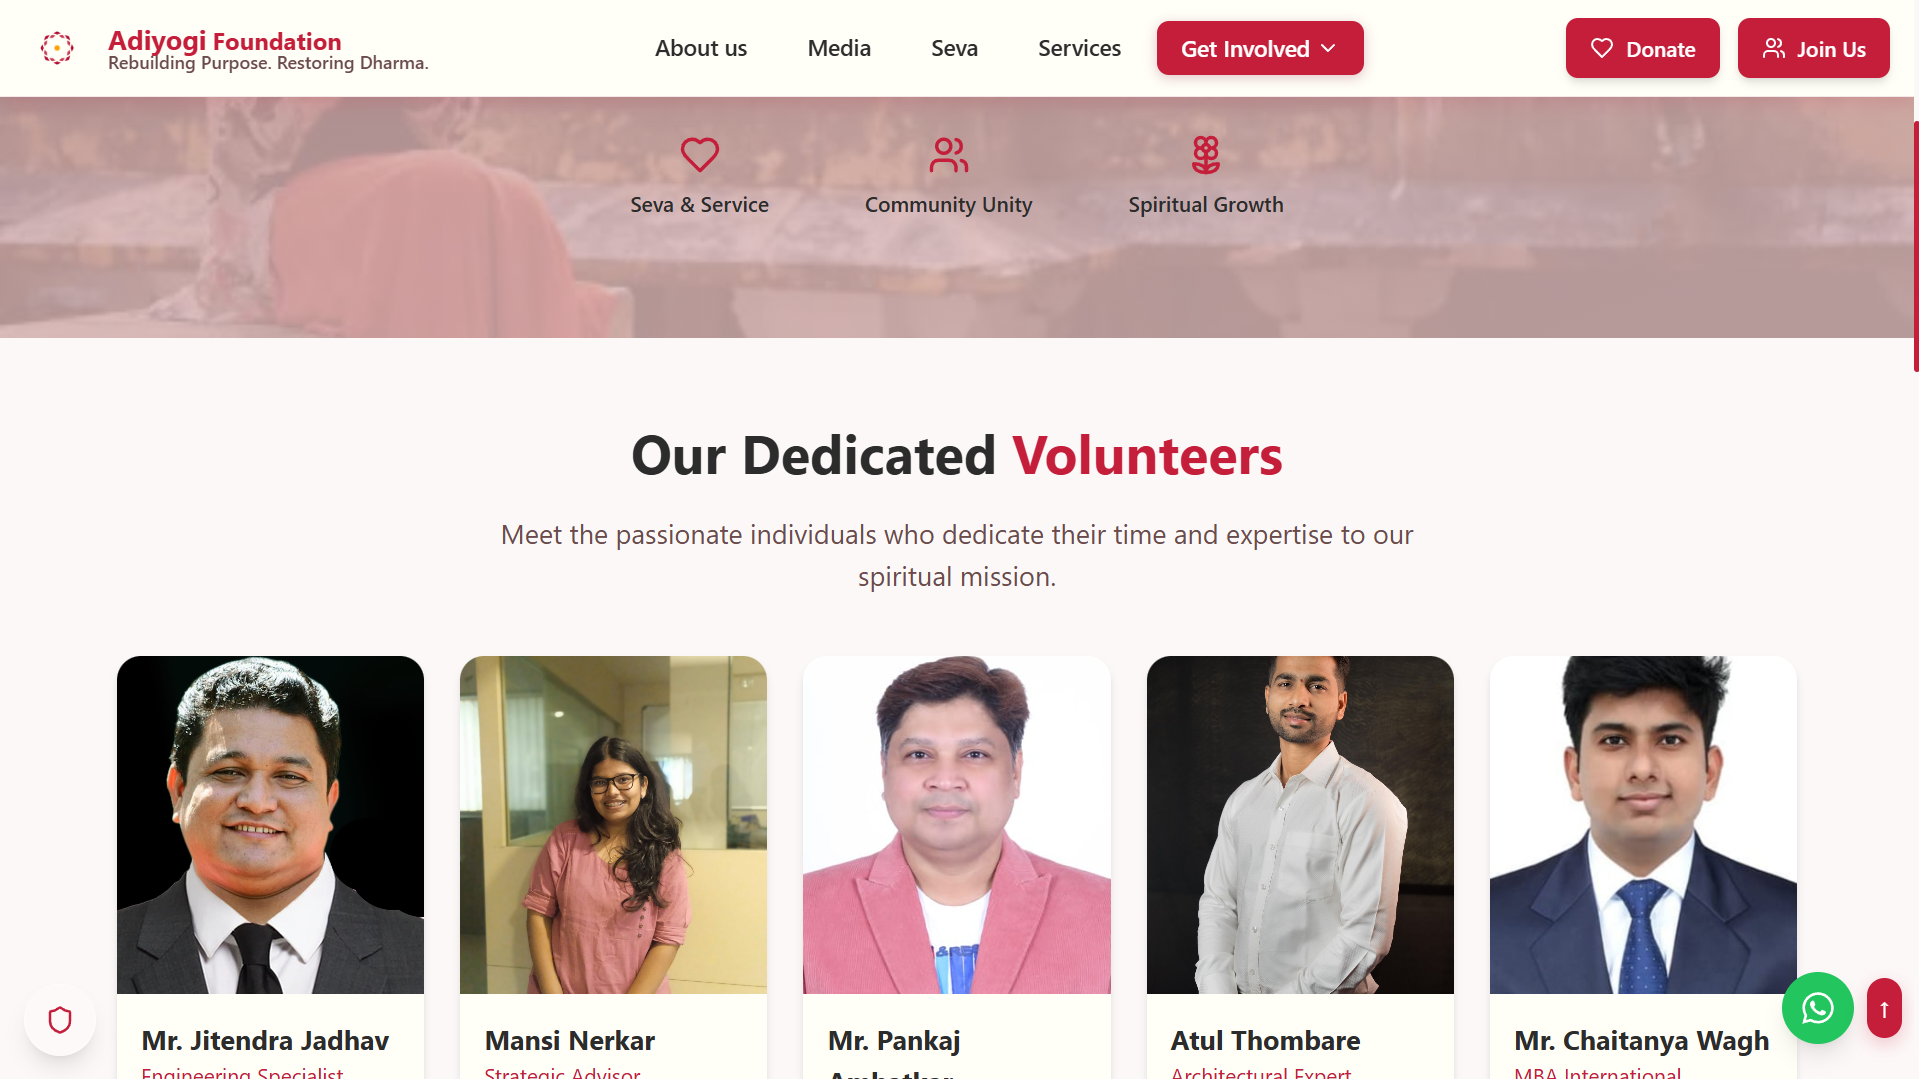 Adiyogi Foundation
Rebuilding Purpose. Restoring Dharma.
About us
Media
Seva
Services
Get Involved
Donate
Join Us
Seva & Service
Community Unity
Spiritual Growth
Our Dedicated Volunteers
Meet the passionate individuals who dedicate their time and expertise to our
spiritual mission.
Mr. Jitendra Jadhav
Engineering Specialist
Mansi Nerkar
Strategic Advisor
Mr. Pankaj
Atul Thombare
Architectural Expert
Mr. Chaitanya Wagh
MBA International